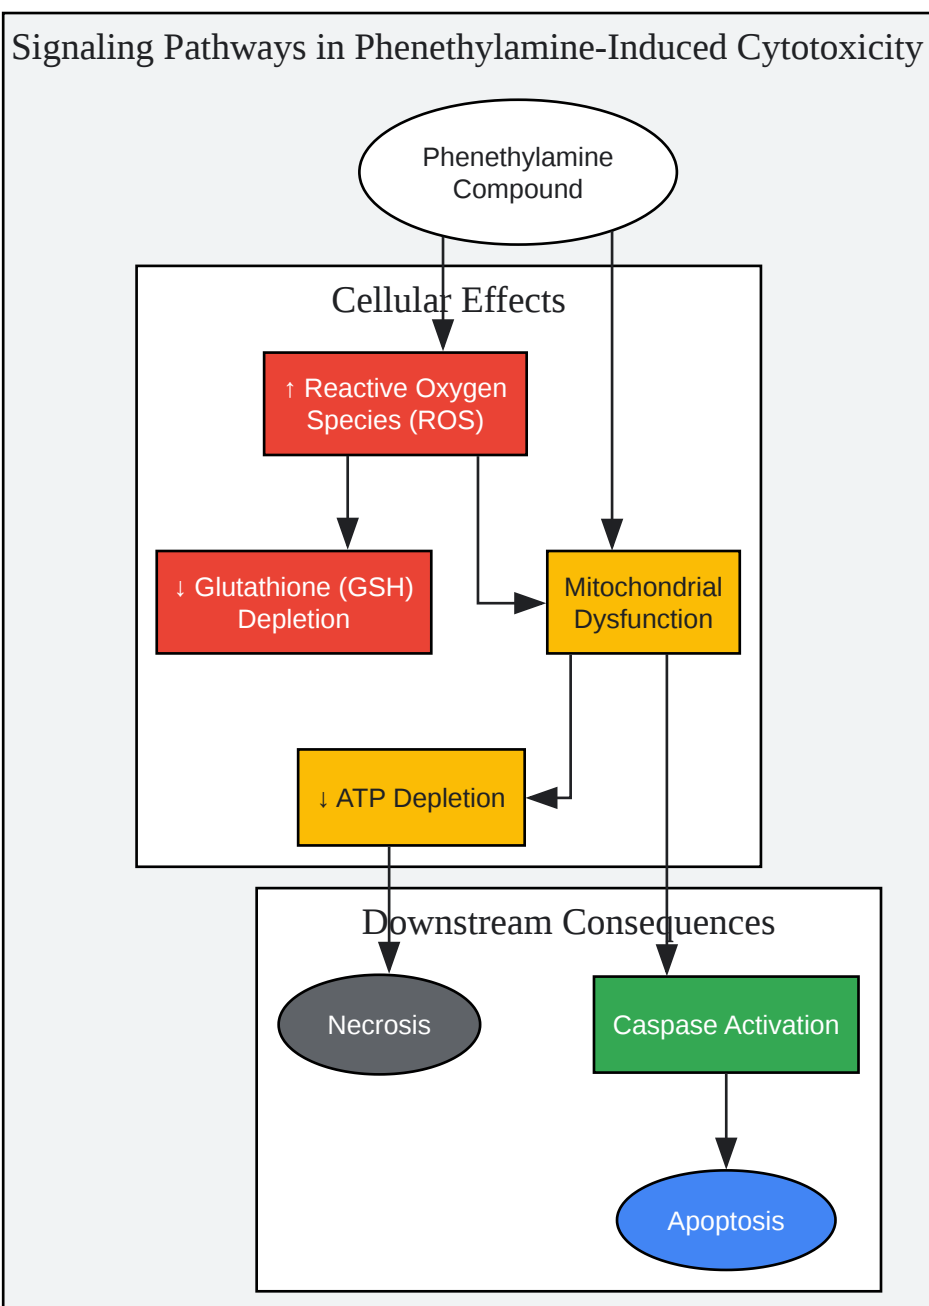 Signaling Pathways in Phenethylamine-Induced Cytotoxicity
Phenethylamine
Compound
Cellular Effects
↑ Reactive Oxygen
Species (ROS)
↓ Glutathione (GSH)
Depletion
Mitochondrial
Dysfunction
↓ ATP Depletion
Downstream Consequences
Necrosis
Caspase Activation
Apoptosis